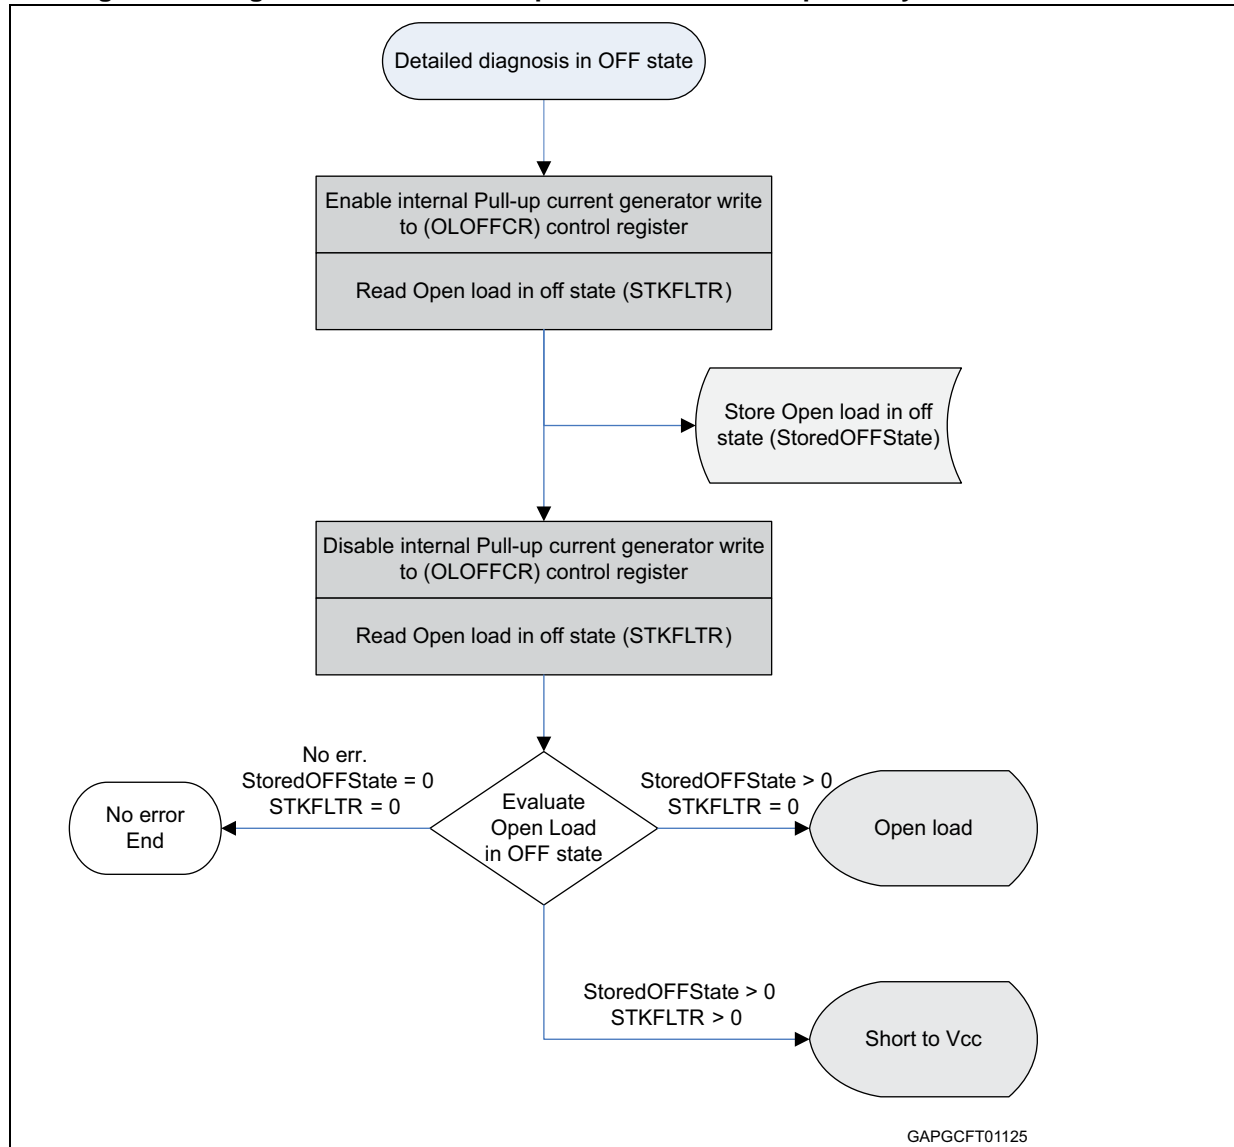 Detailed diagnosis in OFF state
Enable internal Pull-up current generator write
to (OLOFFCR) control register
Read Open load in off state (STKFLTR)
Store Open load in off
state (StoredOFFState)
Disable internal Pull-up current generator write
to (OLOFFCR) control register
Read Open load in off state (STKFLTR)
No err.
StoredOFFState = 0
STKFLTR = 0
StoredOFFState > 0
STKFLTR = 0
No error
End
Evaluate
Open Load
in OFF state
Open load
StoredOFFState > 0
STKFLTR > 0
Short to Vcc
GAPGCFT01125